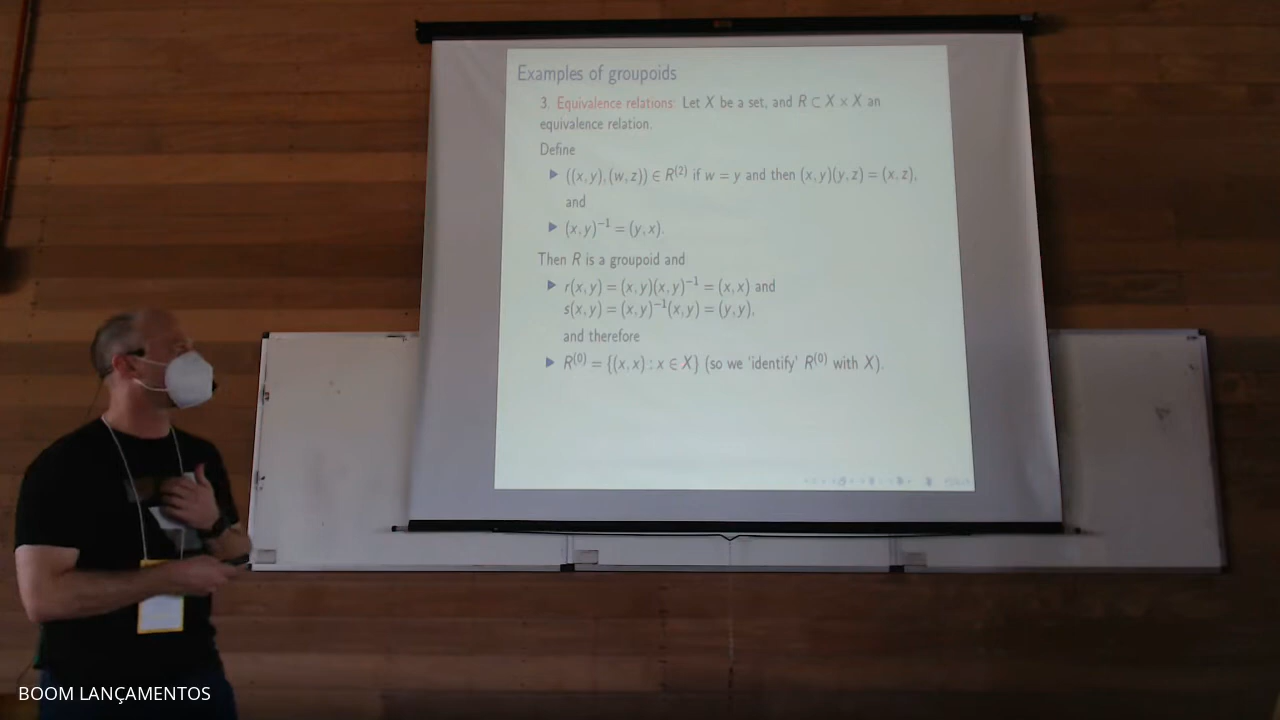 Examples of groupoids
3. Equivalence relations: Let X be a set, and R ⊂ X × X an
equivalence relation.
Define
((x, y), (w, z)) ∈ R⁽²⁾ if w = y and then (x, y)(y, z) = (x, z),
and
(x, y)⁻¹ = (y, x).
Then R is a groupoid and
r(x, y) = (x, y)(x, y)⁻¹ = (x, x) and
s(x, y) = (x, y)⁻¹(x, y) = (y, y),
and therefore
R⁽⁰⁾ = {(x, x) : x ∈ X} (so we 'identify' R⁽⁰⁾ with X).
BOOM LANÇAMENTOS